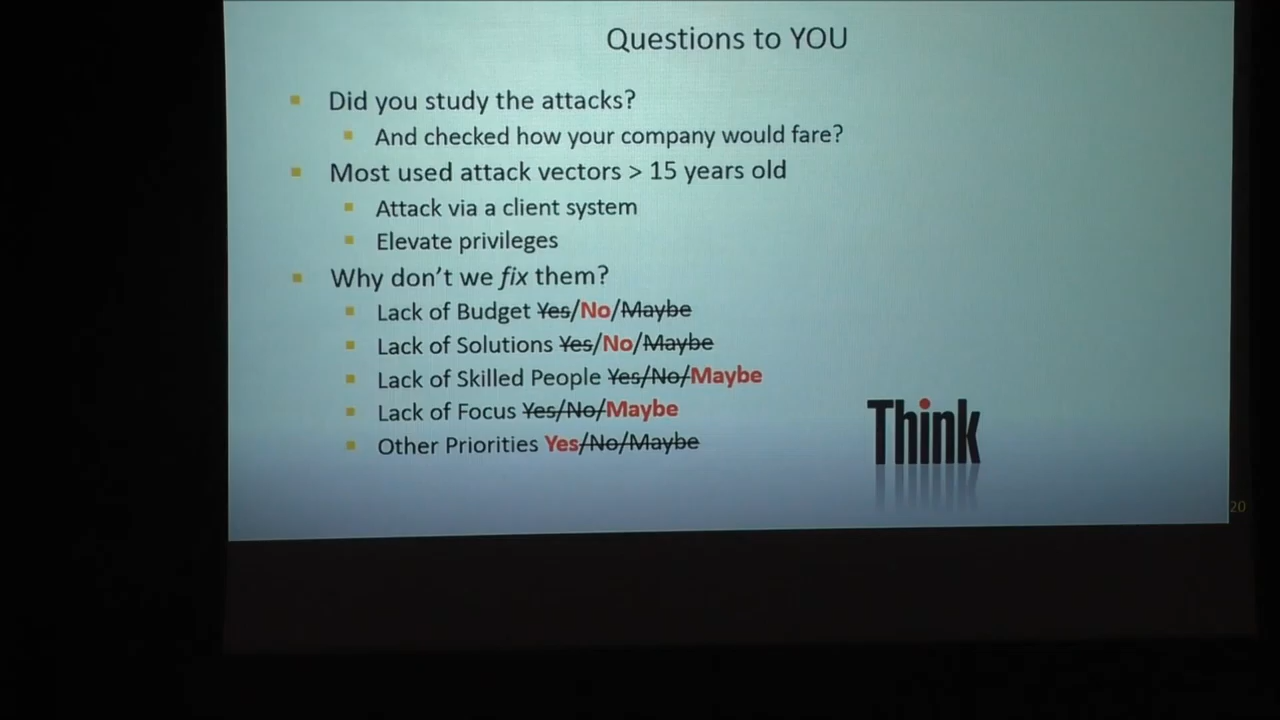 Questions to YOU
Did you study the attacks?
And checked how your company would fare?
Most used attack vectors > 15 years old
Attack via a client system
Elevate privileges
Why don't we fix them?
Lack of Budget Yes/No/Maybe
Lack of Solutions Yes/No/Maybe
Lack of Skilled People Yes/No/Maybe
Lack of Focus Yes/No/Maybe
Other Priorities Yes/No/Maybe
Think
20